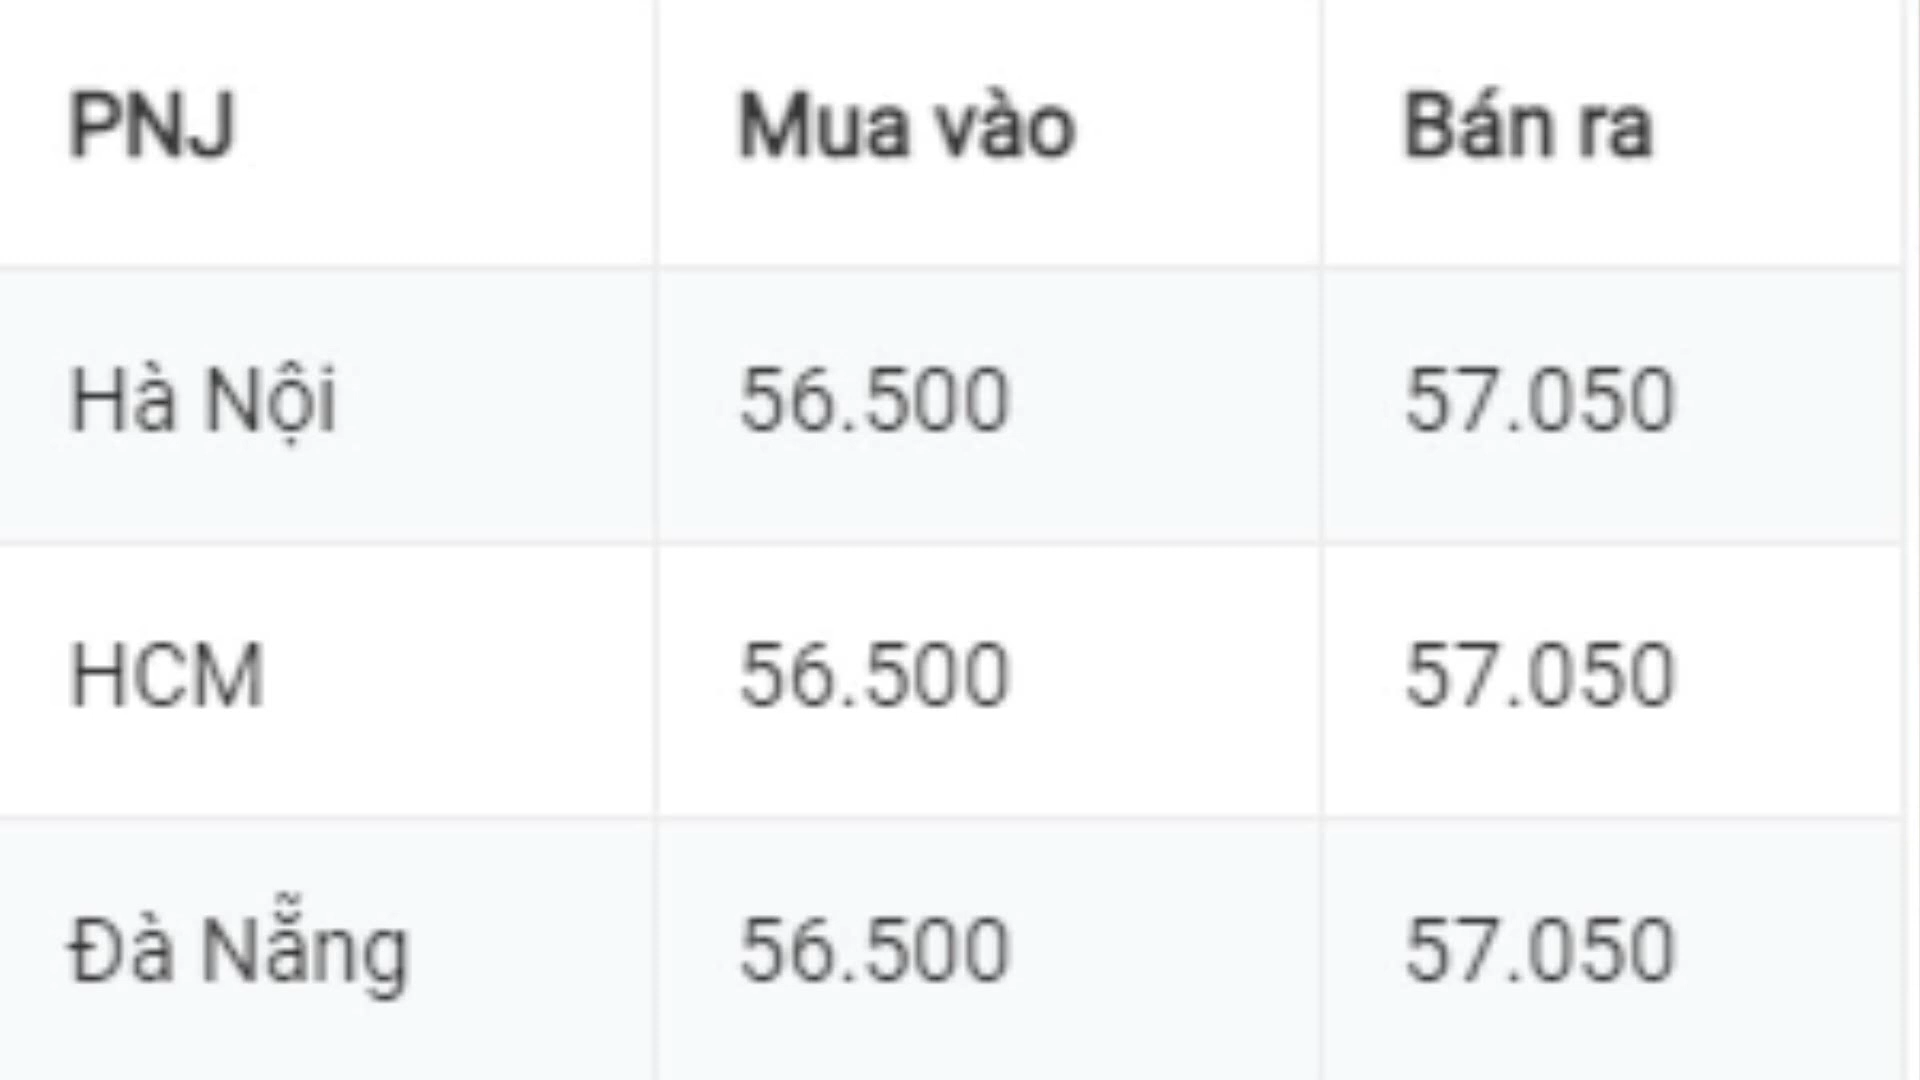 PNJ Mua vào Bán ra
Hà Nội 56.500 57.050
HCM 56.500 57.050
Đà Nẵng 56.500 57.050